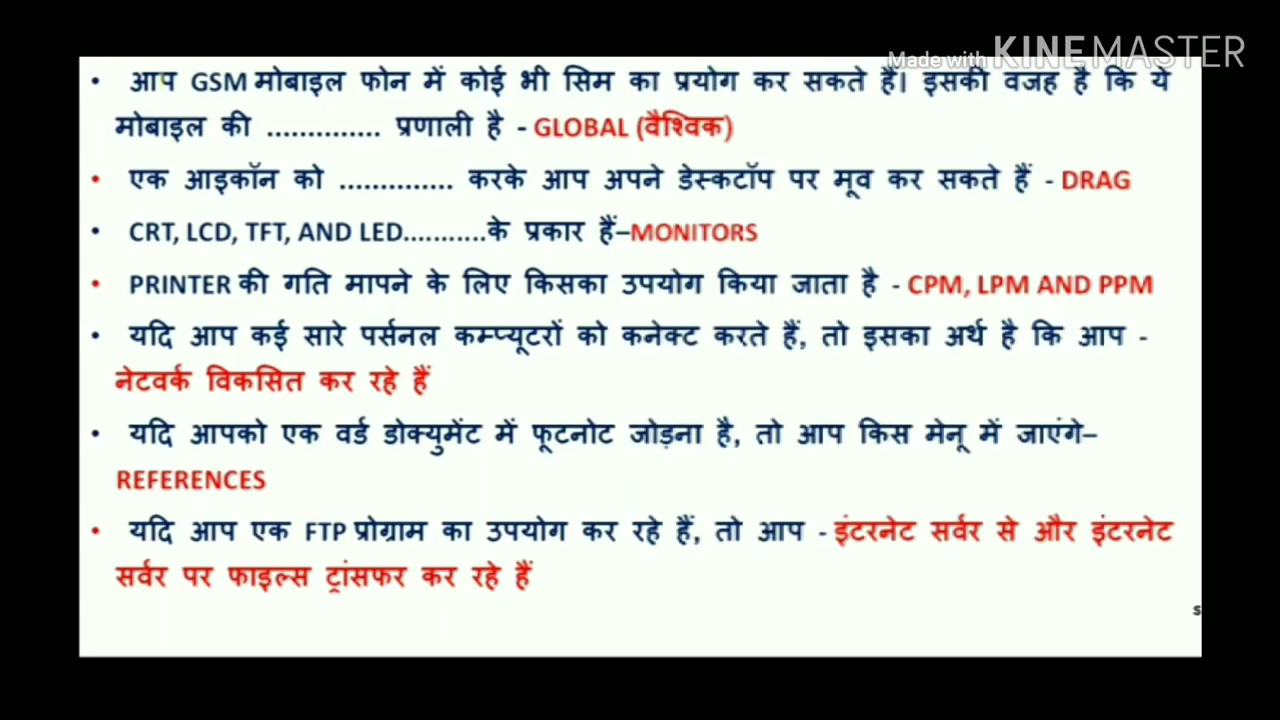 Made with KINEMASTER
• आप GSM मोबाइल फोन में कोई भी सिम का प्रयोग कर सकते हैं। इसकी वजह है कि ये
मोबाइल की .............. प्रणाली है - GLOBAL (वैश्विक)
• एक आइकॉन को .............. करके आप अपने डेस्कटॉप पर मूव कर सकते हैं - DRAG
• CRT, LCD, TFT, AND LED...........के प्रकार हैं–MONITORS
• PRINTER की गति मापने के लिए किसका उपयोग किया जाता है - CPM, LPM AND PPM
• यदि आप कई सारे पर्सनल कम्प्यूटरों को कनेक्ट करते हैं, तो इसका अर्थ है कि आप -
नेटवर्क विकसित कर रहे हैं
• यदि आपको एक वर्ड डोक्युमेंट में फूटनोट जोड़ना है, तो आप किस मेनू में जाएंगे–
REFERENCES
• यदि आप एक FTP प्रोग्राम का उपयोग कर रहे हैं, तो आप - इंटरनेट सर्वर से और इंटरनेट
सर्वर पर फाइल्स ट्रांसफर कर रहे हैं
s